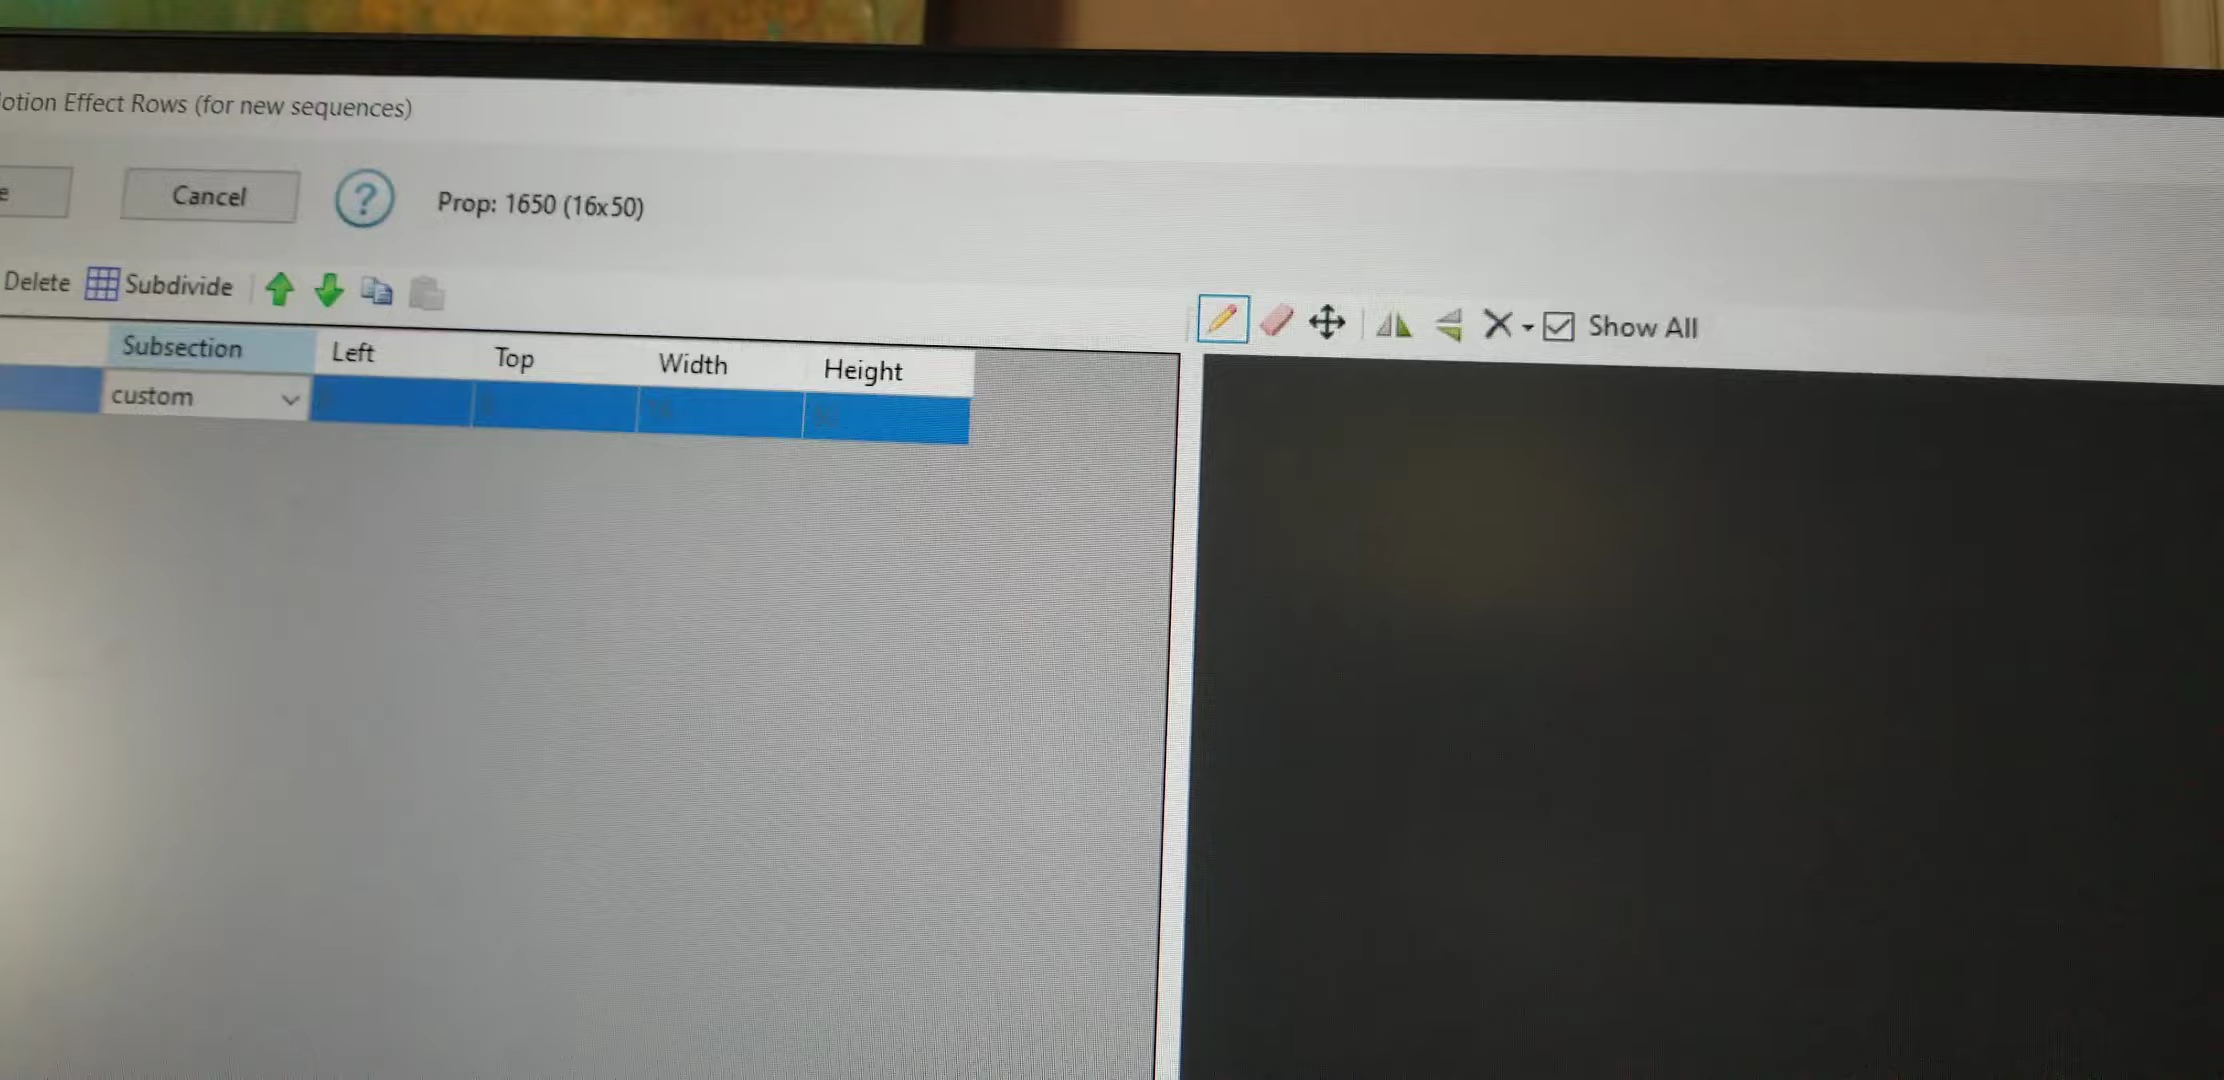 otion Effect Rows (for new sequences)
e
Cancel
?
Prop: 1650 (16x50)
Delete
Subdivide
Show All
Subsection
Left
Top
Width
Height
custom